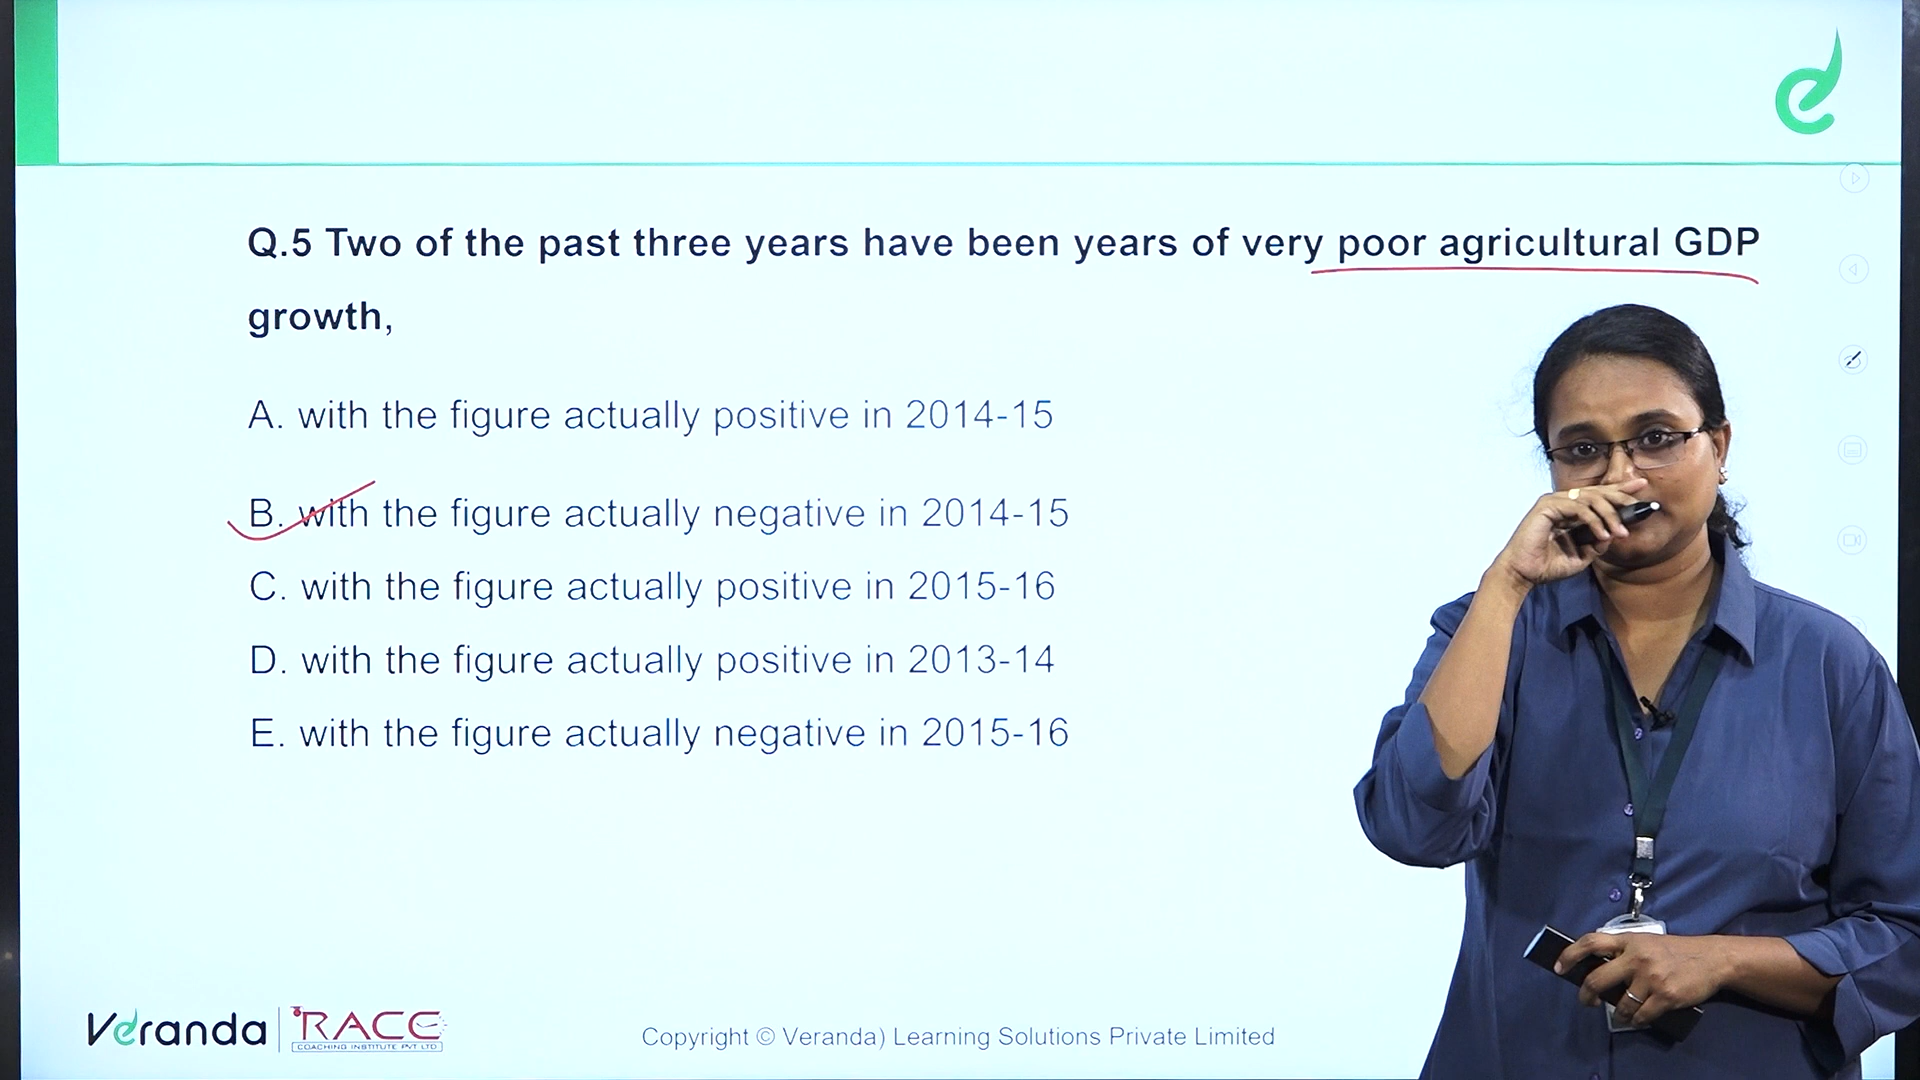 Q.5 Two of the past three years have been years of very poor agricultural GDP
growth,
A. with the figure actually positive in 2014-15
B. with the figure actually negative in 2014-15
C. with the figure actually positive in 2015-16
D. with the figure actually positive in 2013-14
E. with the figure actually negative in 2015-16
Veranda RACE
COACHING INSTITUTE PVT LTD
Copyright © Veranda) Learning Solutions Private Limited